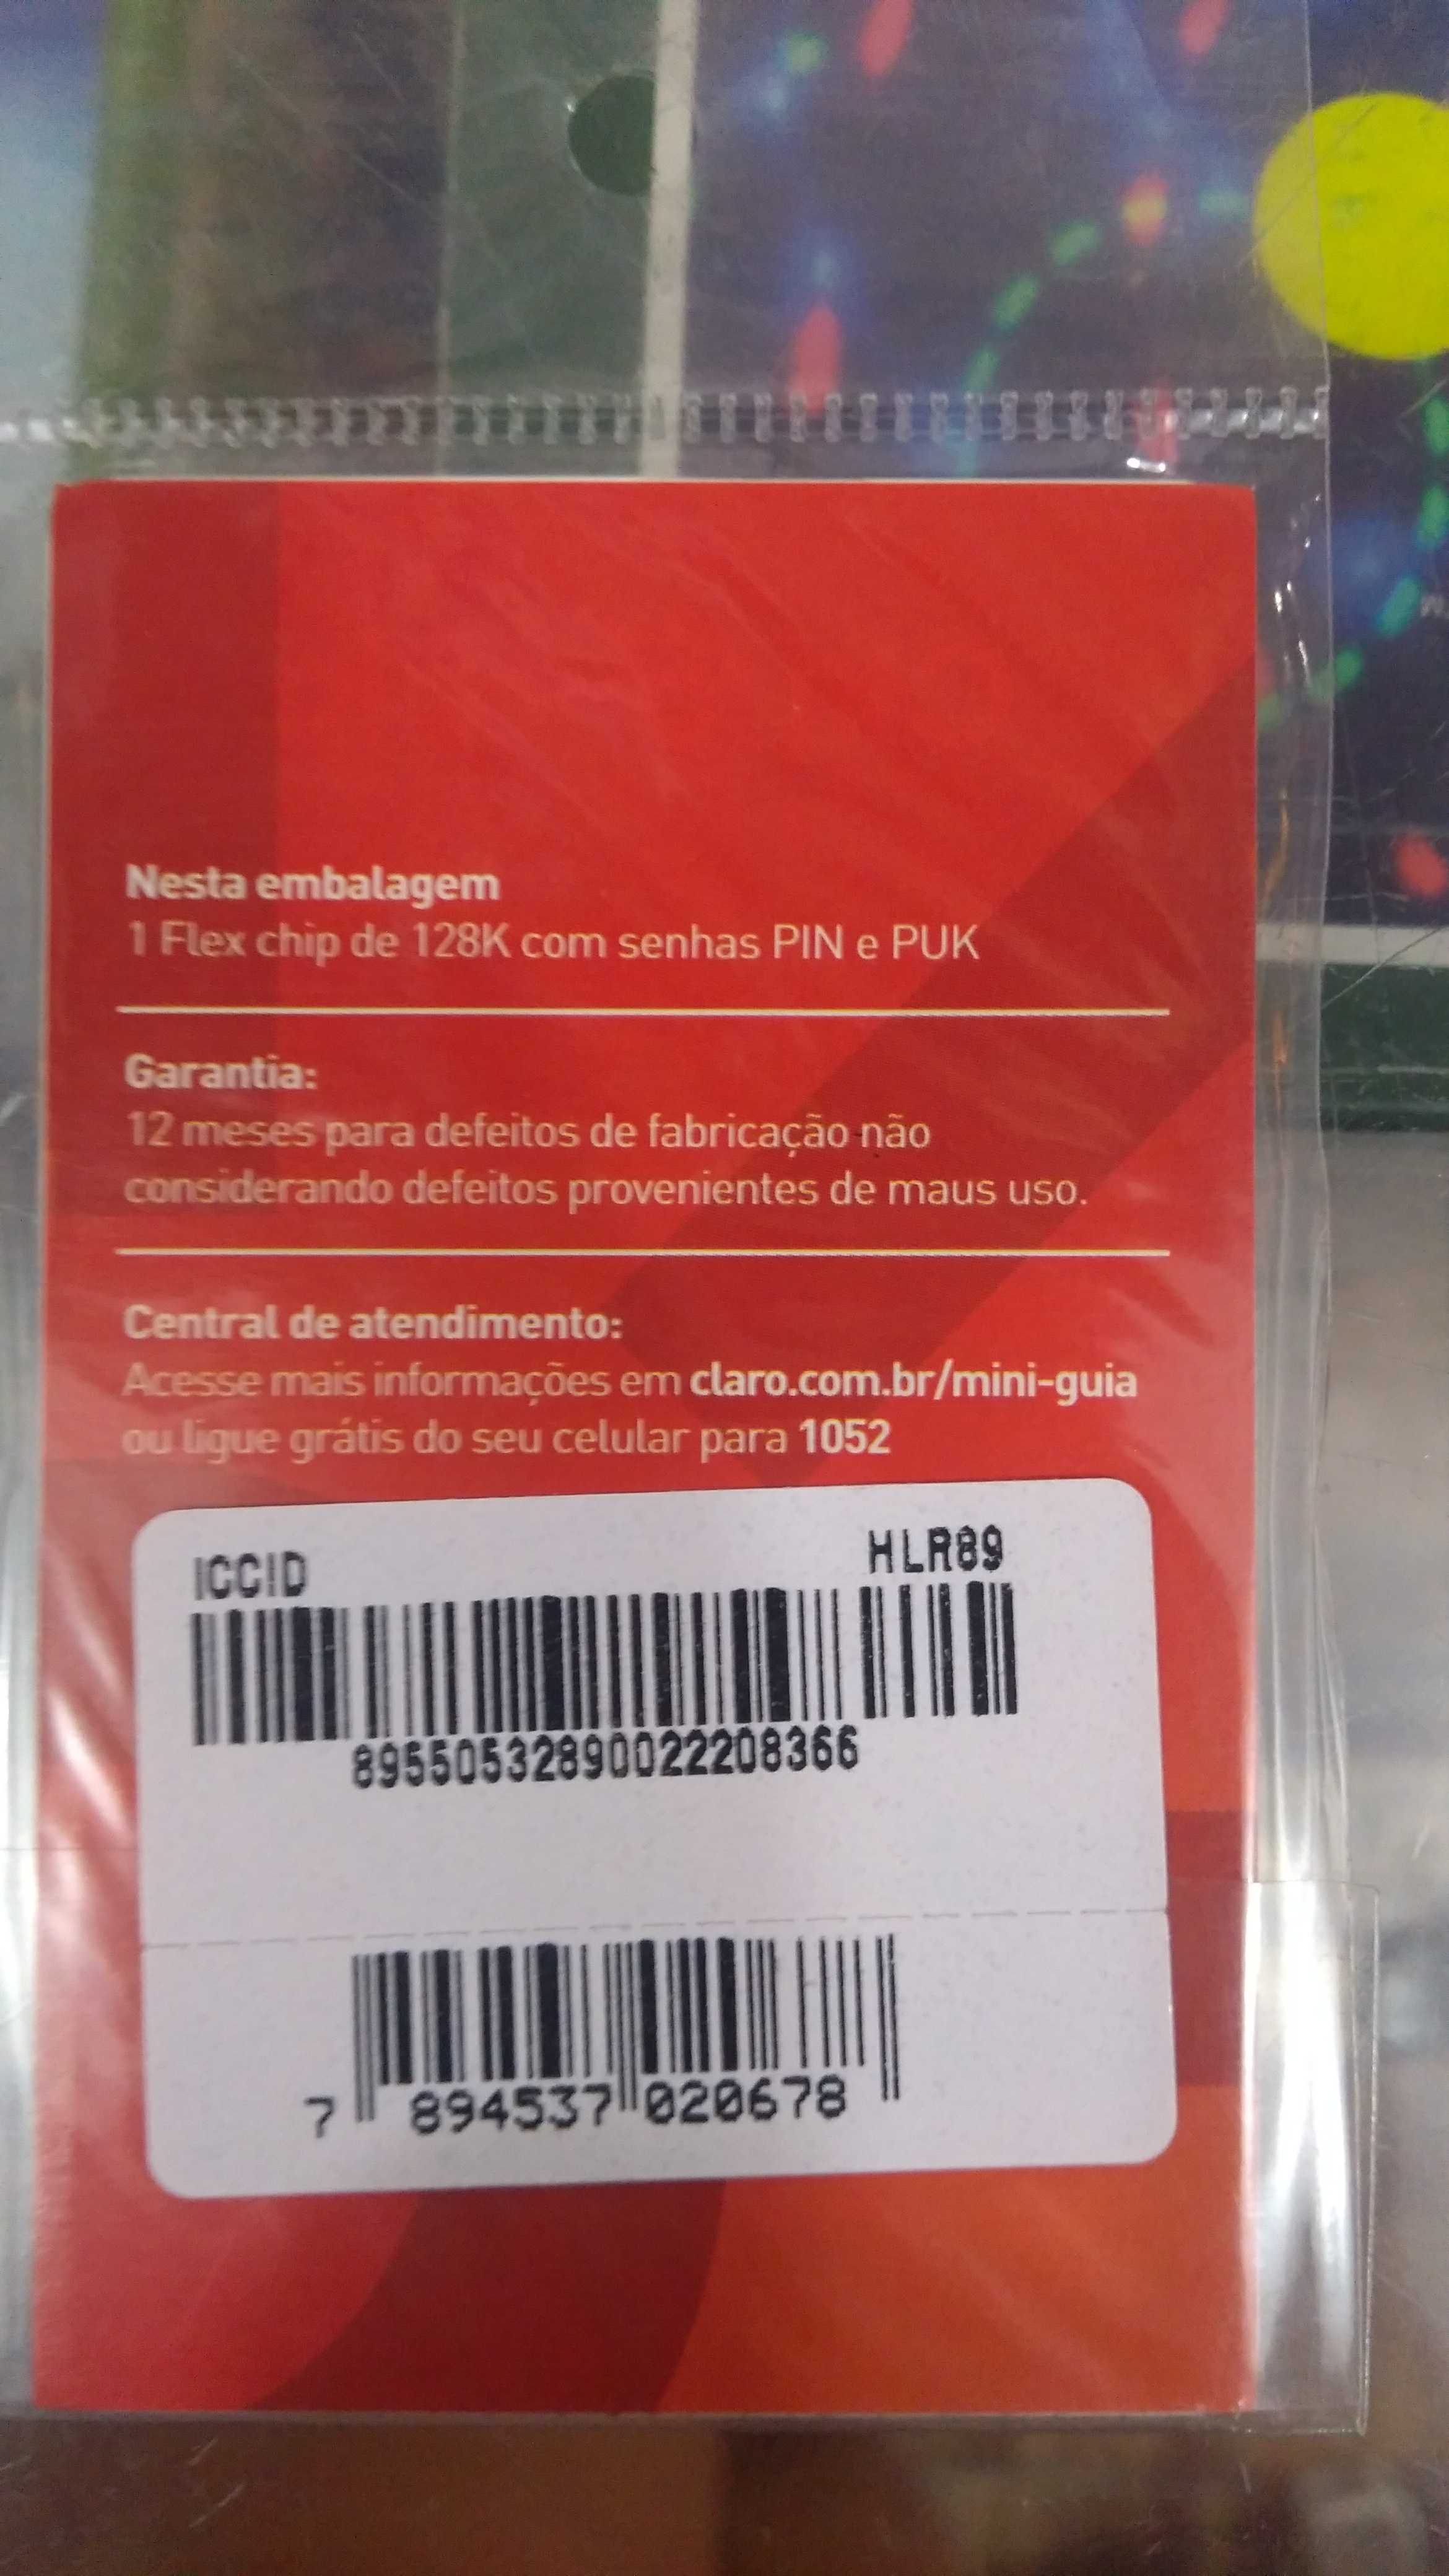 Nesta embalagem
1 Flex chip de 128K com senhas PIN e PUK
Garantia:
12 meses para defeitos de fabricação não
considerando defeitos provenientes de maus uso.
Central de atendimento:
Acesse mais informações em claro.com.br/mini-guia
ou ligue grátis do seu celular para 1052
ICCID HLR89
89550532890022208366
7 894537 020678